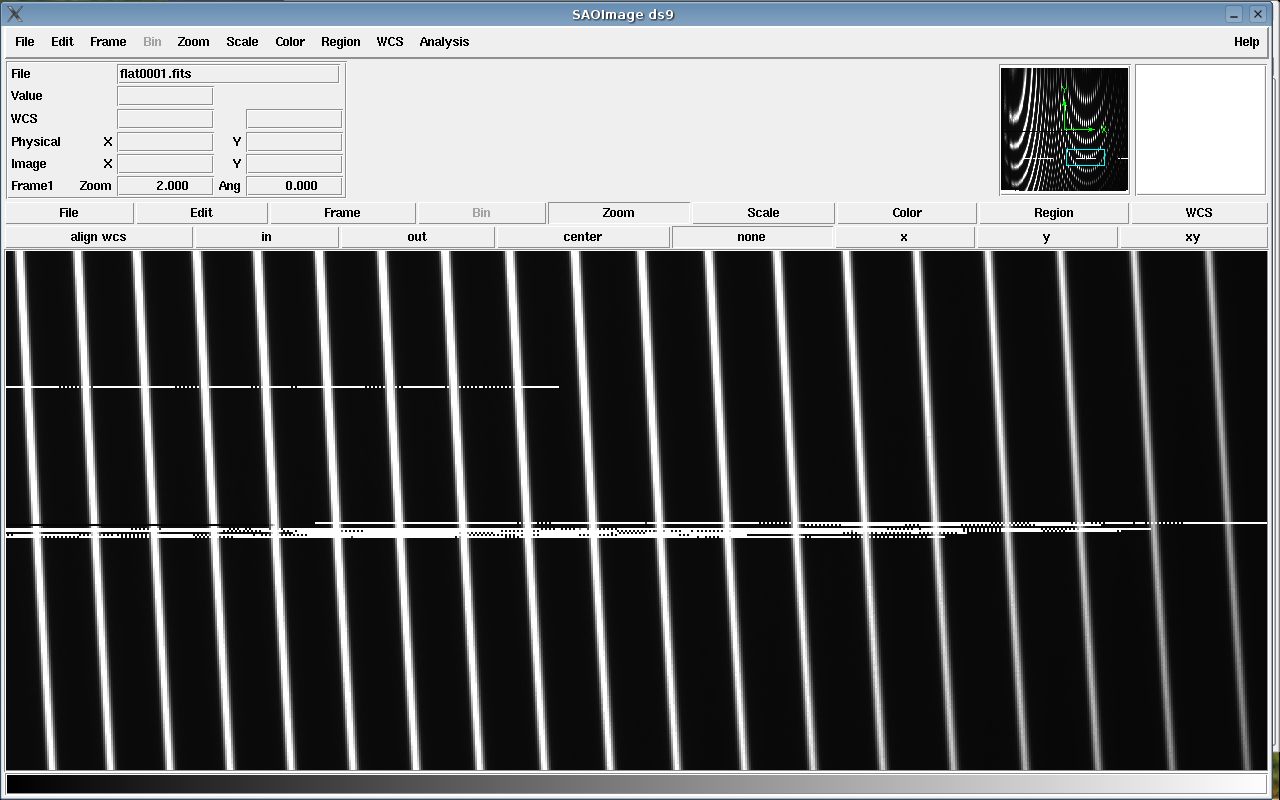 SAOImage ds9
File Edit Frame Bin Zoom Scale Color Region WCS Analysis Help
File flat0001.fits
Value
WCS
Physical X Y
Image X Y
Frame1 Zoom 2.000 Ang 0.000
File Edit Frame Bin Zoom Scale Color Region WCS
align wcs in out center none x y xy